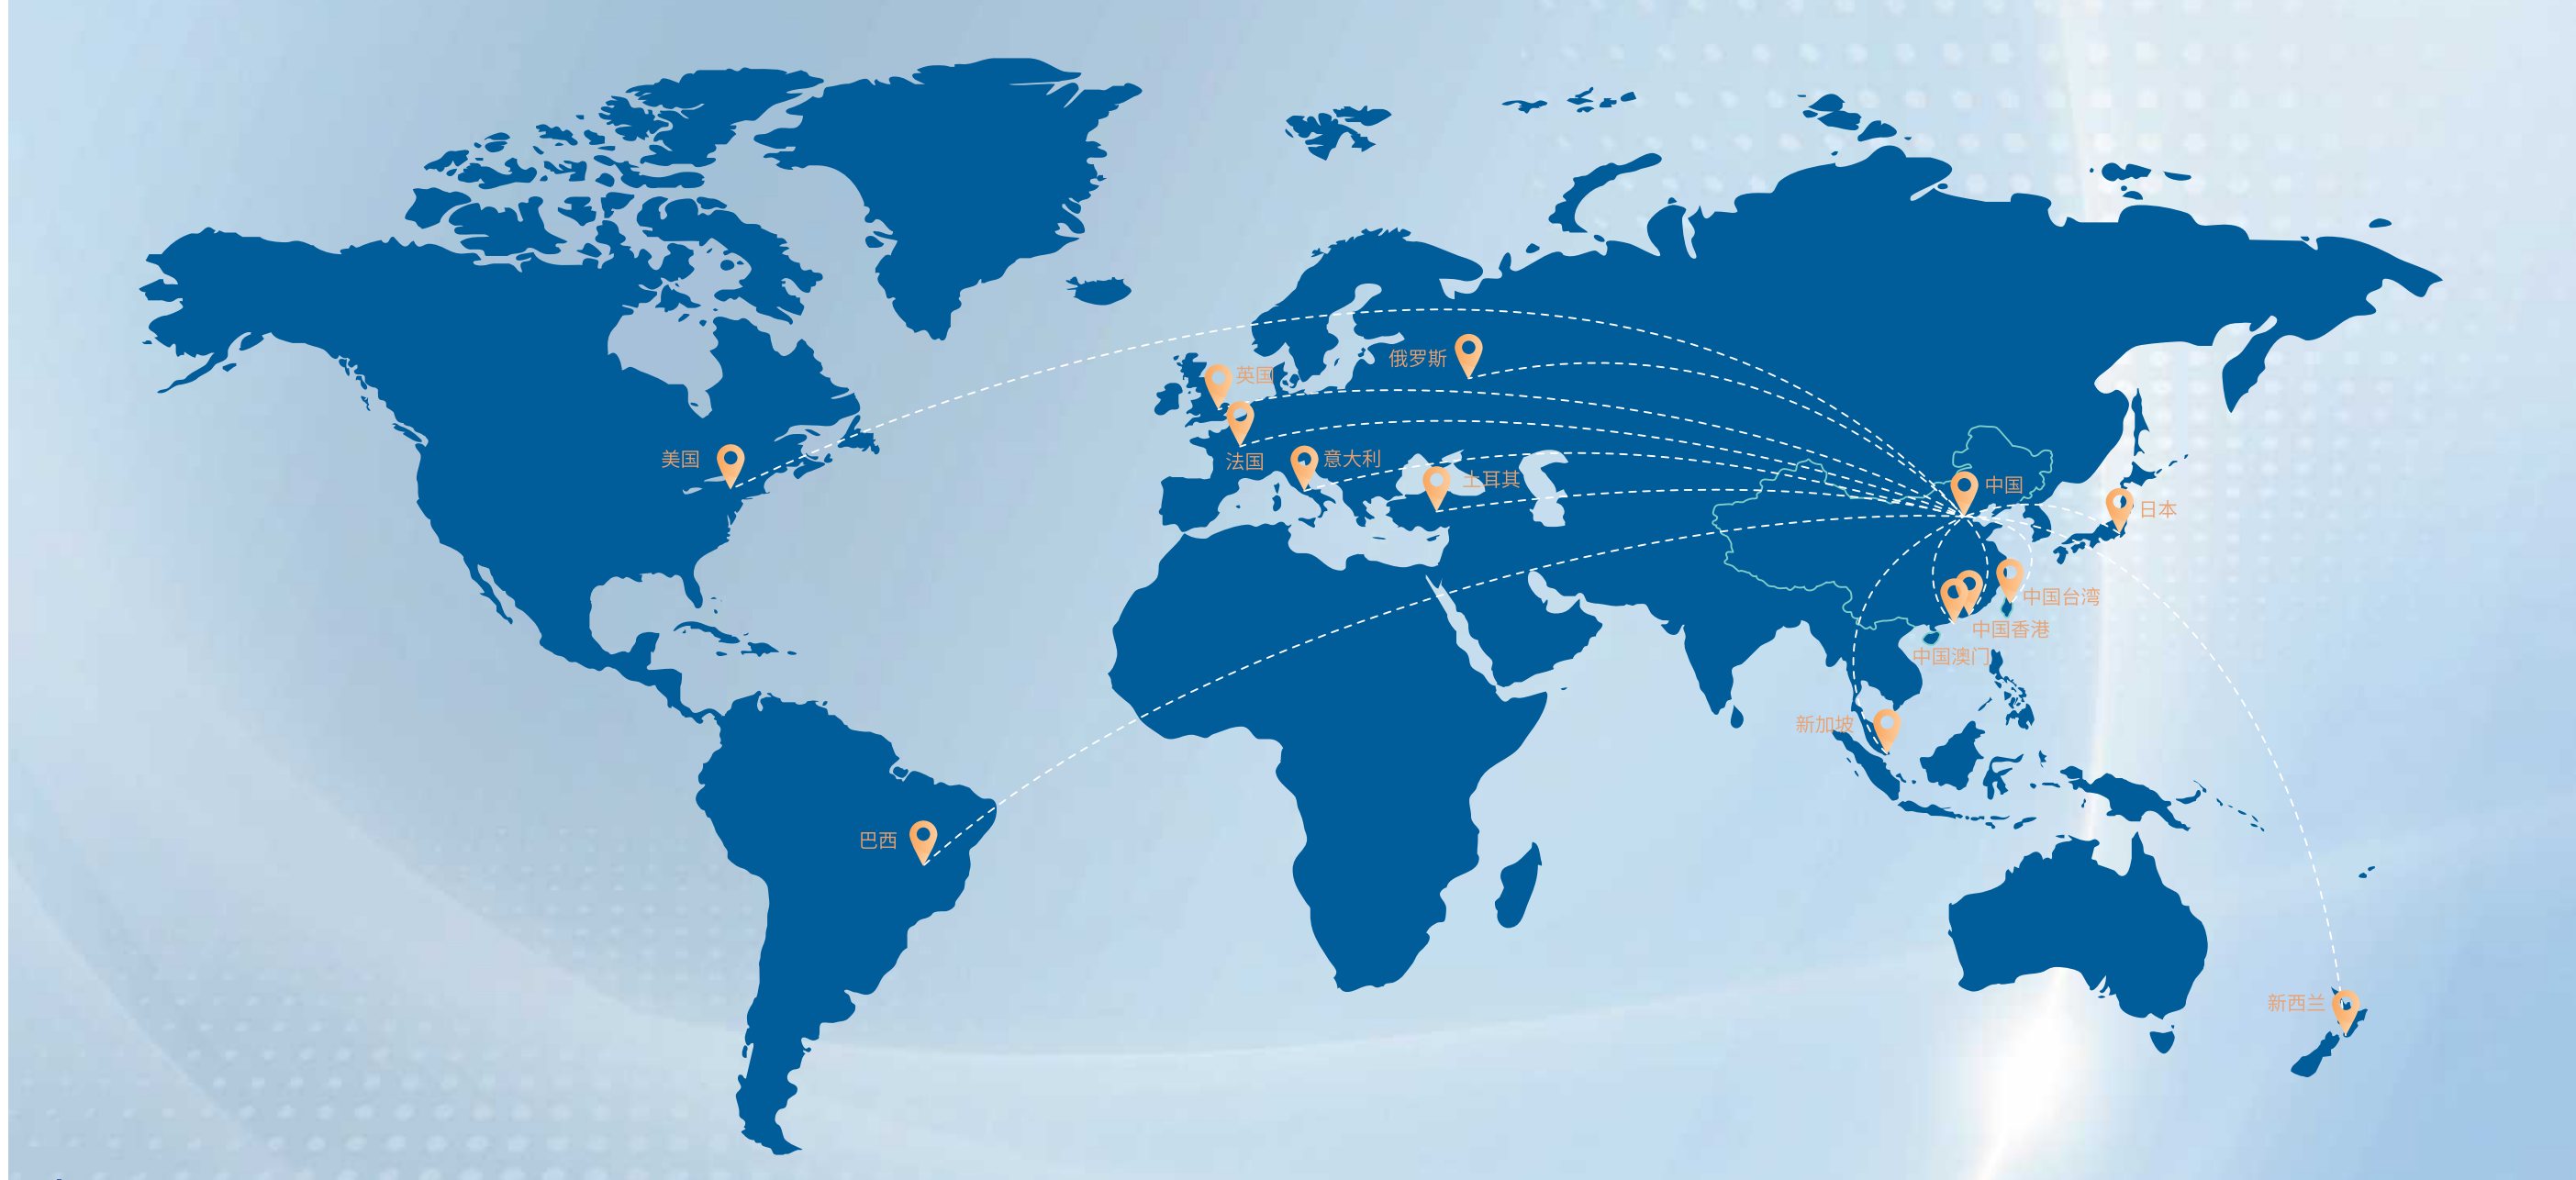 俄罗斯
英国
美国
法国
意大利
土耳其
中国
日本
中国台湾
中国香港
中国澳门
新加坡
巴西
新西兰